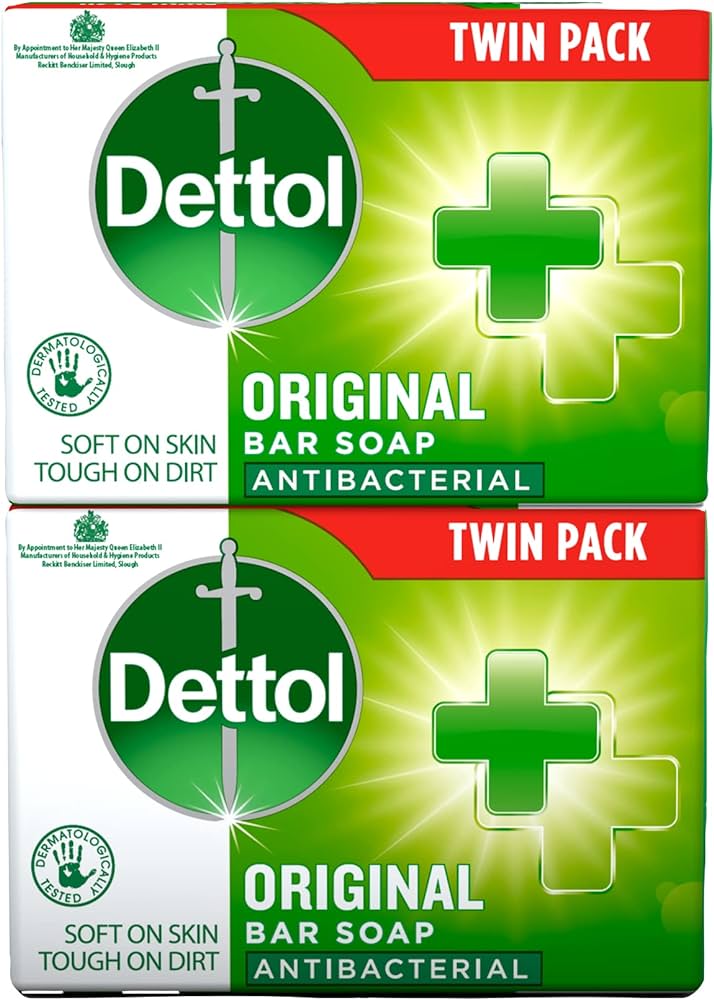 By Appointment to Her Majesty Queen Elizabeth II
Manufacturers of Household & Hygiene Products
Reckitt Benckiser Limited, Slough
TWIN PACK
Dettol
DERMATOLOGICALLY
TESTED
ORIGINAL
SOFT ON SKIN
BAR SOAP
TOUGH ON DIRT
ANTIBACTERIAL
By Appointment to Her Majesty Queen Elizabeth II
Manufacturers of Household & Hygiene Products
Reckitt Benckiser Limited, Slough
TWIN PACK
Dettol
DERMATOLOGICALLY
TESTED
ORIGINAL
SOFT ON SKIN
BAR SOAP
TOUGH ON DIRT
ANTIBACTERIAL